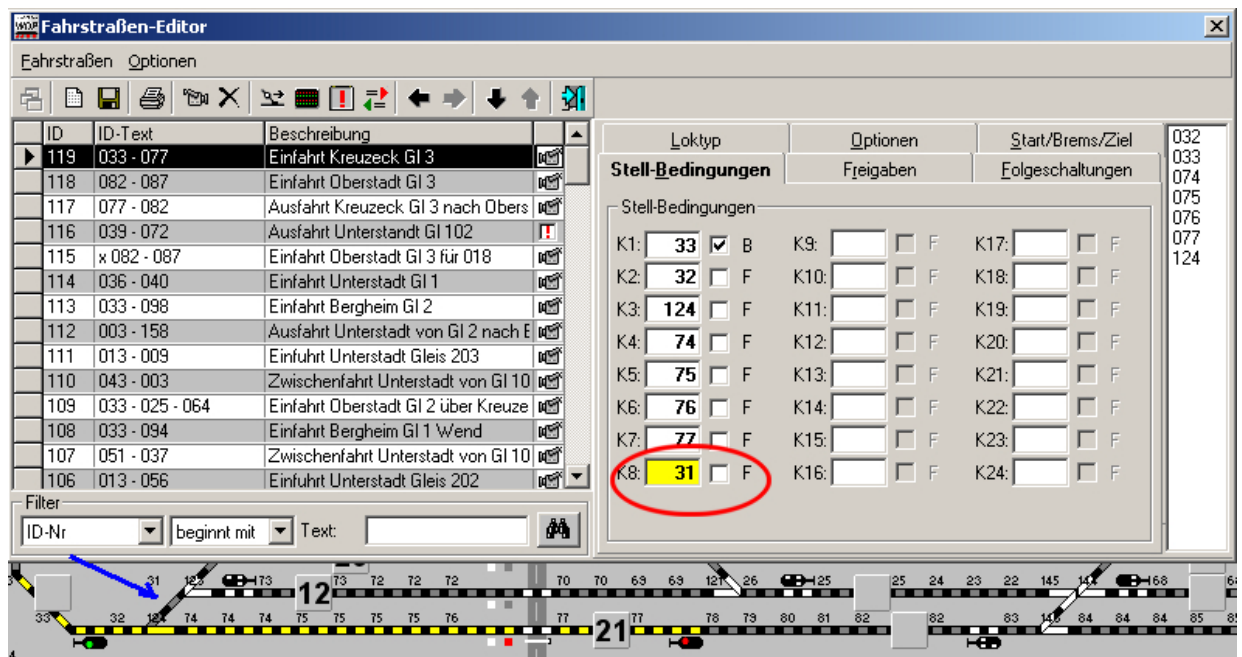 WDP Fahrstraßen-Editor
Fahrstraßen Optionen
ID ID-Text Beschreibung
119 033 - 077 Einfahrt Kreuzeck Gl 3
118 082 - 087 Einfahrt Oberstadt Gl 3
117 077 - 082 Ausfahrt Kreuzeck Gl 3 nach Obers
116 039 - 072 Ausfahrt Unterstandt Gl 102
115 x 082 - 087 Einfahrt Oberstadt Gl 3 für 018
114 036 - 040 Einfahrt Unterstadt Gl 1
113 033 - 098 Einfahrt Bergheim Gl 2
112 003 - 158 Ausfahrt Unterstadt von Gl 2 nach E
111 013 - 009 Einfuhrt Unterstadt Gleis 203
110 043 - 003 Zwischenfahrt Unterstadt von Gl 10
109 033 - 025 - 064 Einfahrt Oberstadt Gl 2 über Kreuze
108 033 - 094 Einfahrt Bergheim Gl 1 Wend
107 051 - 037 Zwischenfahrt Unterstadt von Gl 10
106 013 - 056 Einfuhrt Unterstadt Gleis 202
Filter
ID-Nr beginnt mit Text:
Loktyp Optionen Start/Brems/Ziel
Stell-Bedingungen Freigaben Folgeschaltungen
Stell-Bedingungen
K1: 33 B K9: F K17: F
K2: 32 F K10: F K18: F
K3: 124 F K11: F K19: F
K4: 74 F K12: F K20: F
K5: 75 F K13: F K21: F
K6: 76 F K14: F K22: F
K7: 77 F K15: F K23: F
K8: 31 F K16: F K24: F
032
033
074
075
076
077
124
31 123 173 12 73 72 72 72 70 70 69 69 121 26 125 25 24 23 22 145 144 168
33 32 124 74 74 74 75 75 75 76 77 21 77 78 79 80 81 82 82 83 146 84 84 84 85